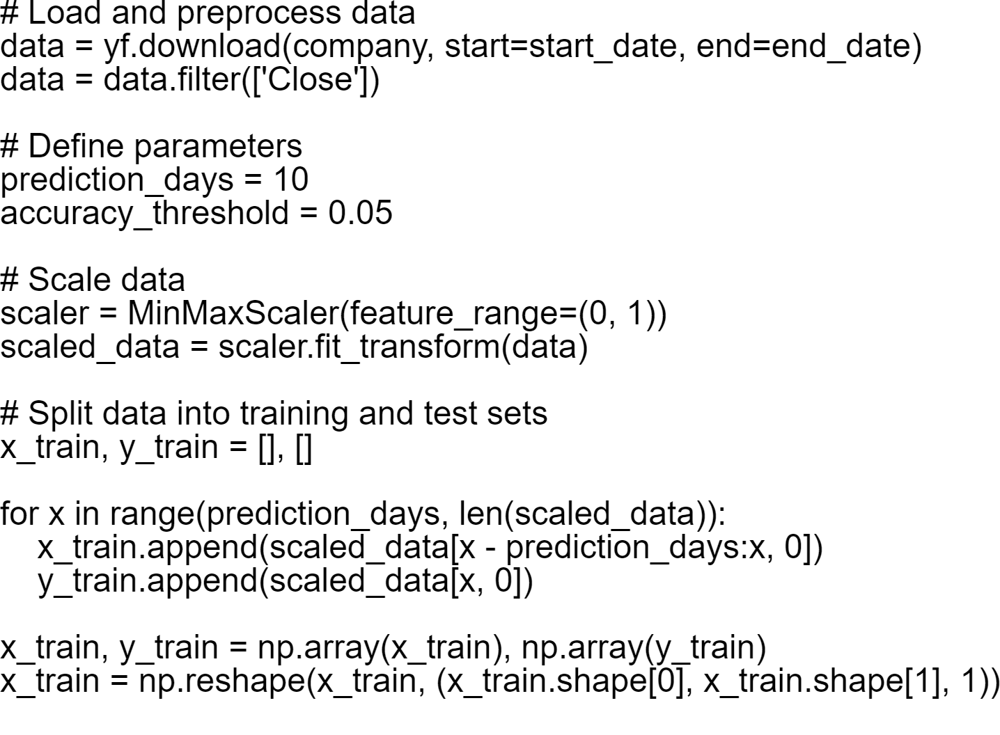 # Load and preprocess data
data = yf.download(company, start=start_date, end=end_date)
data = data.filter(['Close'])

# Define parameters
prediction_days = 10
accuracy_threshold = 0.05

# Scale data
scaler = MinMaxScaler(feature_range=(0, 1))
scaled_data = scaler.fit_transform(data)

# Split data into training and test sets
x_train, y_train = [], []

for x in range(prediction_days, len(scaled_data)):
    x_train.append(scaled_data[x - prediction_days:x, 0])
    y_train.append(scaled_data[x, 0])

x_train, y_train = np.array(x_train), np.array(y_train)
x_train = np.reshape(x_train, (x_train.shape[0], x_train.shape[1], 1))